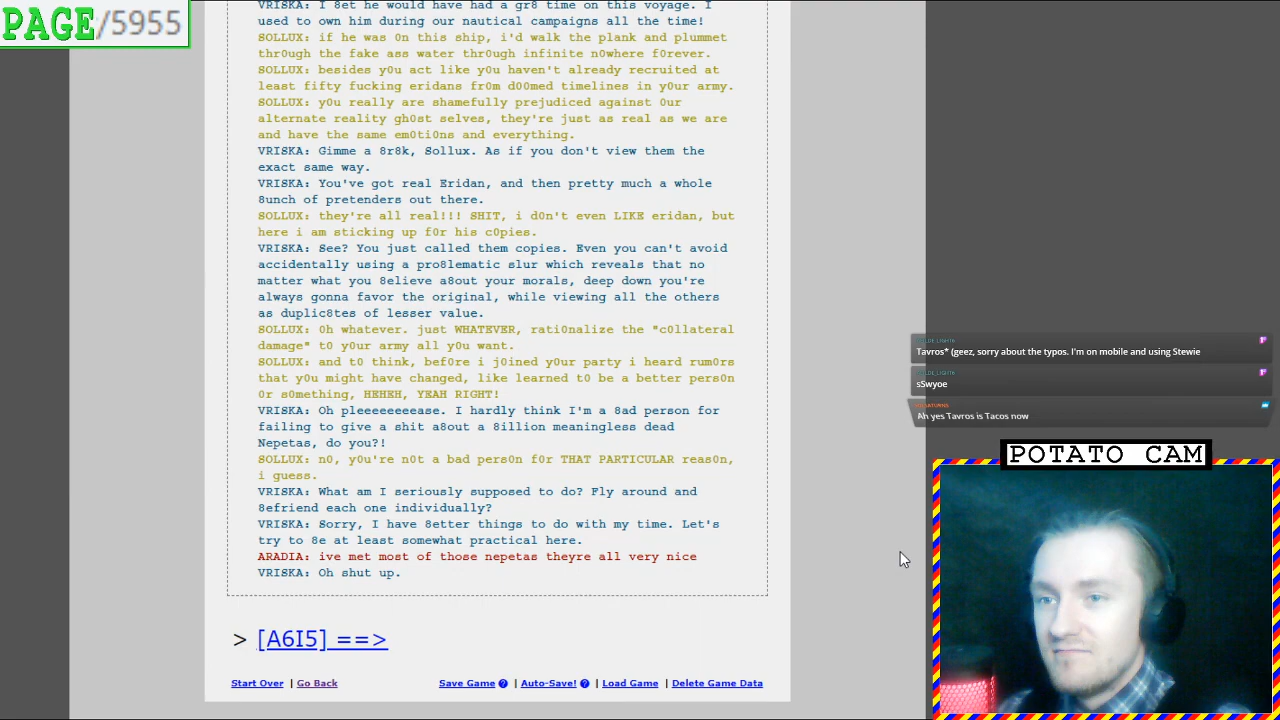 PAGE/5955
VRISKA: I 8et he would have had a gr8 time on this voyage. I
used to own him during our nautical campaigns all the time!
SOLLUX: if he was 0n this ship, i'd walk the plank and plummet
thr0ugh the fake ass water thr0ugh infinite n0where f0rever.
SOLLUX: besides y0u act like y0u haven't already recruited at
least fifty fucking eridans fr0m d00med timelines in y0ur army.
SOLLUX: y0u really are shamefully prejudiced against 0ur
alternate reality gh0st selves, they're just as real as we are
and have the same em0ti0ns and everything.
VRISKA: Gimme a 8r8k, Sollux. As if you don't view them the
exact same way.
VRISKA: You've got real Eridan, and then pretty much a whole
8unch of pretenders out there.
SOLLUX: they're all real!!! SHIT, i d0n't even LIKE eridan, but
here i am sticking up f0r his c0pies.
VRISKA: See? You just called them copies. Even you can't avoid
accidentally using a pro8lematic slur which reveals that no
matter what you 8elieve a8out your morals, deep down you're
always gonna favor the original, while viewing all the others
as duplic8tes of lesser value.
SOLLUX: 0h whatever. just WHATEVER, rati0nalize the "c0llateral
damage" t0 y0ur army all y0u want.
SOLLUX: and t0 think, bef0re i j0ined y0ur party i heard rum0rs
that y0u might have changed, like learned t0 be a better pers0n
0r s0mething, HEHEH, YEAH RIGHT!
VRISKA: Oh pleeeeeeeease. I hardly think I'm a 8ad person for
failing to give a shit a8out a 8illion meaningless dead
Nepetas, do you?!
SOLLUX: n0, y0u're n0t a bad pers0n f0r THAT PARTICULAR reas0n,
i guess.
VRISKA: What am I seriously supposed to do? Fly around and
8efriend each one individually?
VRISKA: Sorry, I have 8etter things to do with my time. Let's
try to 8e at least somewhat practical here.
ARADIA: ive met most of those nepetas theyre all very nice
VRISKA: Oh shut up.
> [A6I5] ==>
Start Over | Go Back Save Game ? | Auto-Save! ? | Load Game | Delete Game Data
Tavros* (geez, sorry about the typos. I'm on mobile and using Stewie
sSwyoe
Ah yes Tavros is Tacos now
POTATO CAM